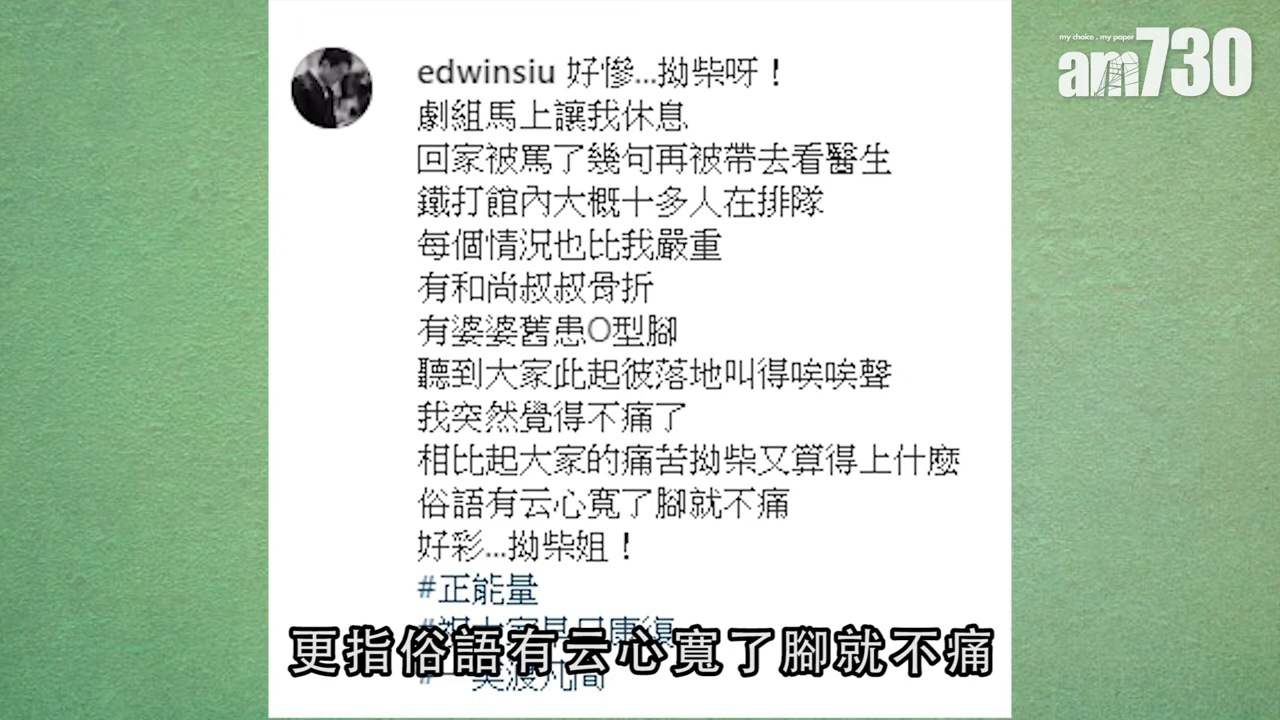 my choice . my paper
am730
edwinsiu 好慘...拗柴呀！
劇組馬上讓我休息
回家被罵了幾句再被帶去看醫生
鐵打館內大概十多人在排隊
每個情況也比我嚴重
有和尚叔叔骨折
有婆婆舊患O型腳
聽到大家此起彼落地叫得唉唉聲
我突然覺得不痛了
相比起大家的痛苦拗柴又算得上什麼
俗語有云心寬了腳就不痛
好彩...拗柴姐！
#正能量
更指俗語有云心寬了腳就不痛